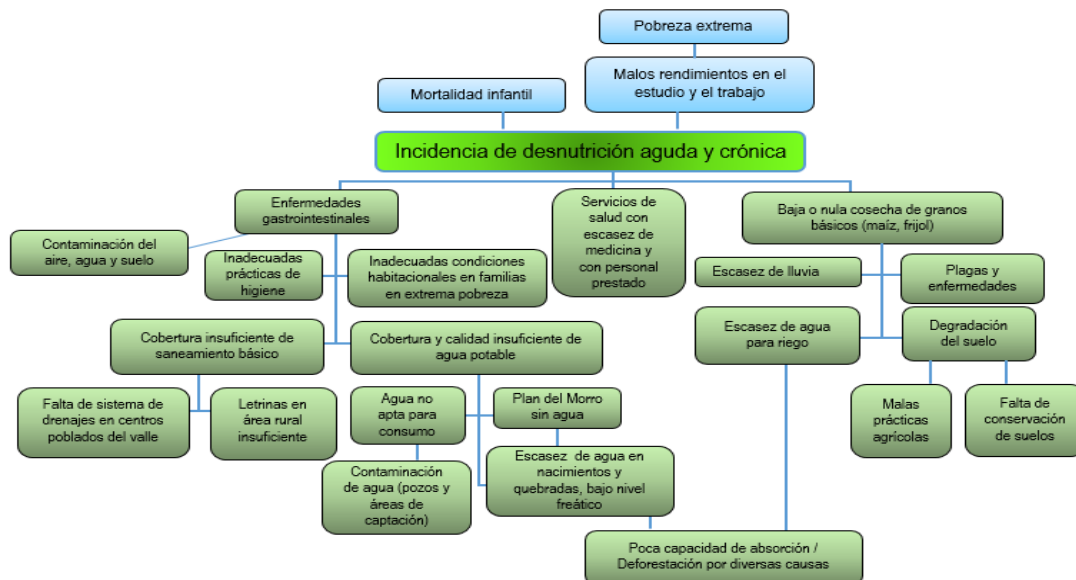 Pobreza extrema
Malos rendimientos en el
estudio y el trabajo
Mortalidad infantil
Incidencia de desnutrición aguda y crónica
Enfermedades
gastrointestinales
Servicios de
salud con
escasez de
medicina y
con personal
prestado
Baja o nula cosecha de granos
básicos (maíz, frijol)
Contaminación del
aire, agua y suelo
Inadecuadas
prácticas de
higiene
Inadecuadas condiciones
habitacionales en familias
en extrema pobreza
Escasez de lluvia
Plagas y
enfermedades
Cobertura insuficiente de
saneamiento básico
Cobertura y calidad insuficiente de
agua potable
Escasez de agua
para riego
Degradación
del suelo
Falta de sistema de
drenajes en centros
poblados del valle
Letrinas en
área rural
insuficiente
Agua no
apta para
consumo
Plan del Morro
sin agua
Malas
prácticas
agrícolas
Falta de
conservación
de suelos
Contaminación
de agua (pozos y
áreas de
captación)
Escasez de agua en
nacimientos y
quebradas, bajo nivel
freático
Poca capacidad de absorción /
Deforestación por diversas causas